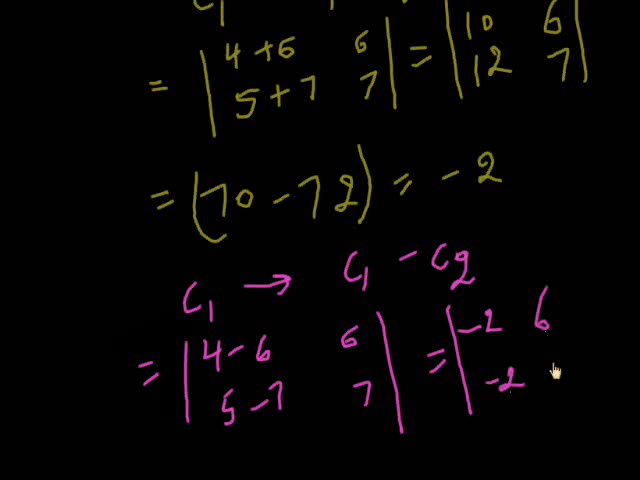 C1
= | 4+6 6 | = | 10 6 |
| 5+7 7 | | 12 7 |
= (70 - 72) = - 2
C1 → C1 - C2
= | 4-6 6 | = | -2 6
| 5-7 7 | | -2